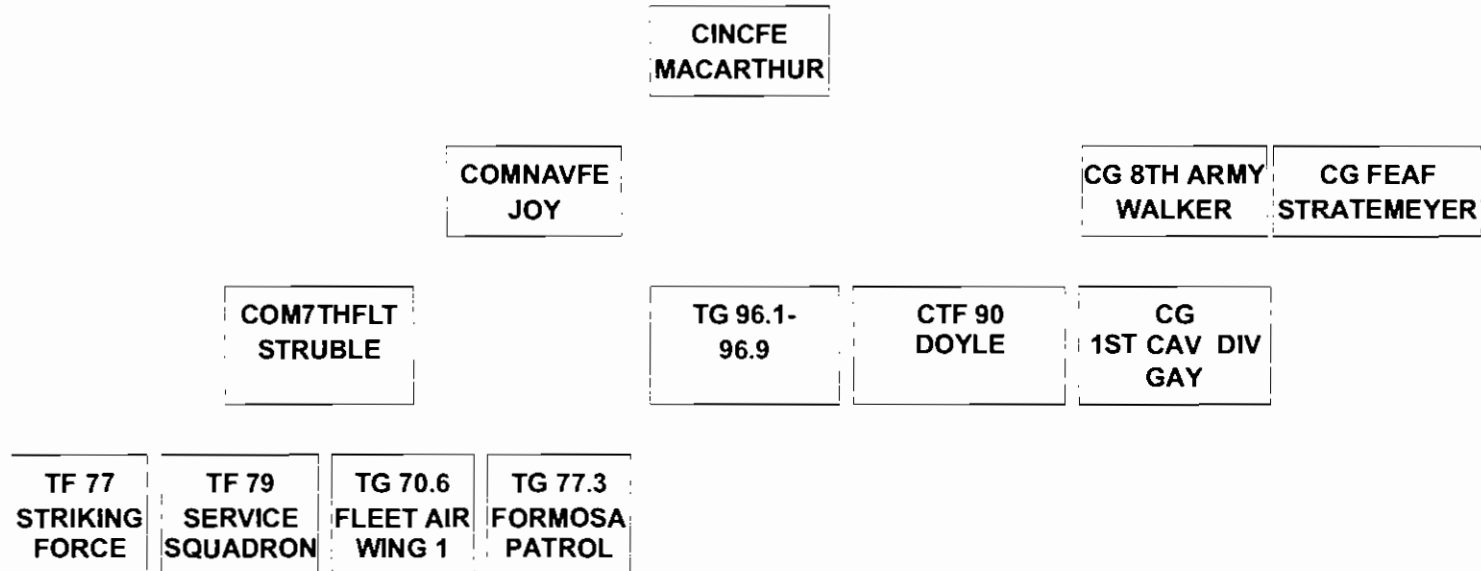 CINCFE
MACARTHUR
COMNAVFE
JOY
CG 8TH ARMY
WALKER
CG FEAF
STRATEMEYER
COM7THFLT
STRUBLE
TG 96.1-
96.9
CTF 90
DOYLE
CG
1ST CAV DIV
GAY
TF 77
STRIKING
FORCE
TF 79
SERVICE
SQUADRON
TG 70.6
FLEET AIR
WING 1
TG 77.3
FORMOSA
PATROL